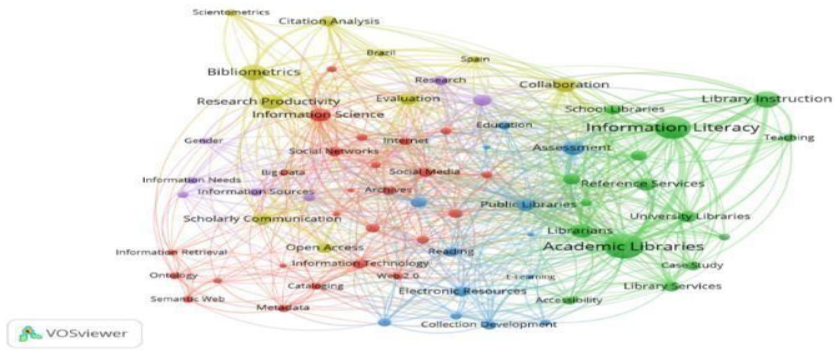 Scientometrics
Citation Analysis
Brazil
Spain
Bibliometrics
Research
Collaboration
Research Productivity
Evaluation
Library Instruction
School Libraries
Information Science
Education
Information Literacy
Teaching
Gender
Internet
Social Networks
Assessment
Big Data
Social Media
Information Needs
Information Sources
Archives
Reference Services
Public Libraries
Scholarly Communication
University Libraries
Librarians
Open Access
Academic Libraries
Information Retrieval
Reading
Information Technology
Case Study
Ontology
Web 2.0
E-Learning
Cataloging
Library Services
Electronic Resources
Semantic Web
Accessibility
Metadata
Collection Development
VOSviewer